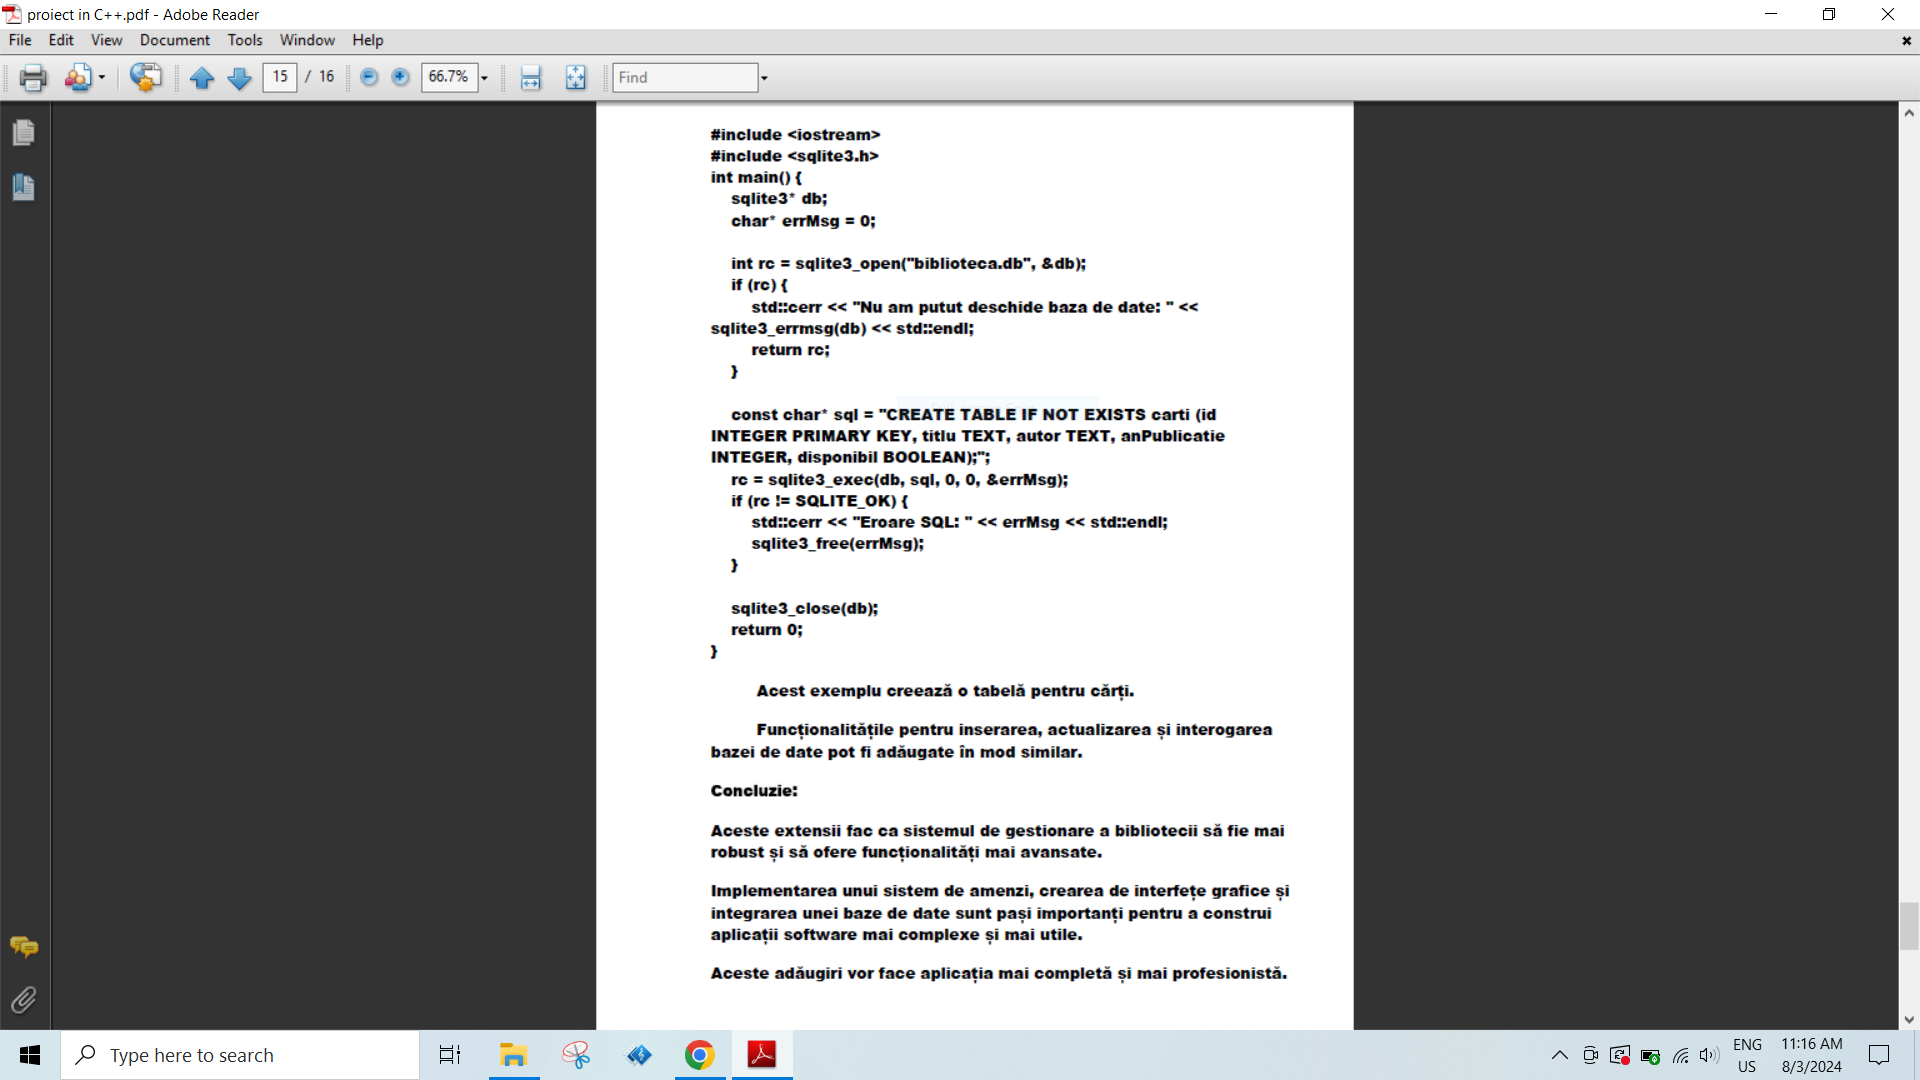 proiect in C++.pdf - Adobe Reader
File Edit View Document Tools Window Help
15 / 16 66.7% Find
#include <iostream>
#include <sqlite3.h>
int main() {
sqlite3* db;
char* errMsg = 0;
int rc = sqlite3_open("biblioteca.db", &db);
if (rc) {
std::cerr << "Nu am putut deschide baza de date: " <<
sqlite3_errmsg(db) << std::endl;
return rc;
}
const char* sql = "CREATE TABLE IF NOT EXISTS carti (id
INTEGER PRIMARY KEY, titlu TEXT, autor TEXT, anPublicatie
INTEGER, disponibil BOOLEAN);";
rc = sqlite3_exec(db, sql, 0, 0, &errMsg);
if (rc != SQLITE_OK) {
std::cerr << "Eroare SQL: " << errMsg << std::endl;
sqlite3_free(errMsg);
}
sqlite3_close(db);
return 0;
}
Acest exemplu creează o tabelă pentru cărți.
Funcționalitățile pentru inserarea, actualizarea și interogarea
bazei de date pot fi adăugate în mod similar.
Concluzie:
Aceste extensii fac ca sistemul de gestionare a bibliotecii să fie mai
robust și să ofere funcționalități mai avansate.
Implementarea unui sistem de amenzi, crearea de interfețe grafice și
integrarea unei baze de date sunt pași importanți pentru a construi
aplicații software mai complexe și mai utile.
Aceste adăugiri vor face aplicația mai completă și mai profesionistă.
Type here to search
ENG
US
11:16 AM
8/3/2024